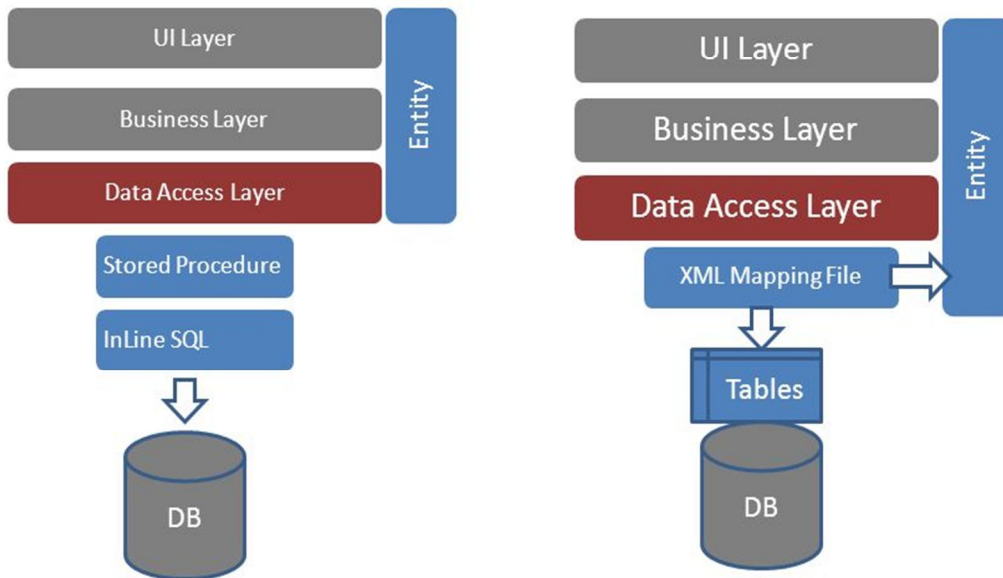 UI Layer
Business Layer
Data Access Layer
Entity
Stored Procedure
InLine SQL
DB
UI Layer
Business Layer
Data Access Layer
Entity
XML Mapping File
Tables
DB